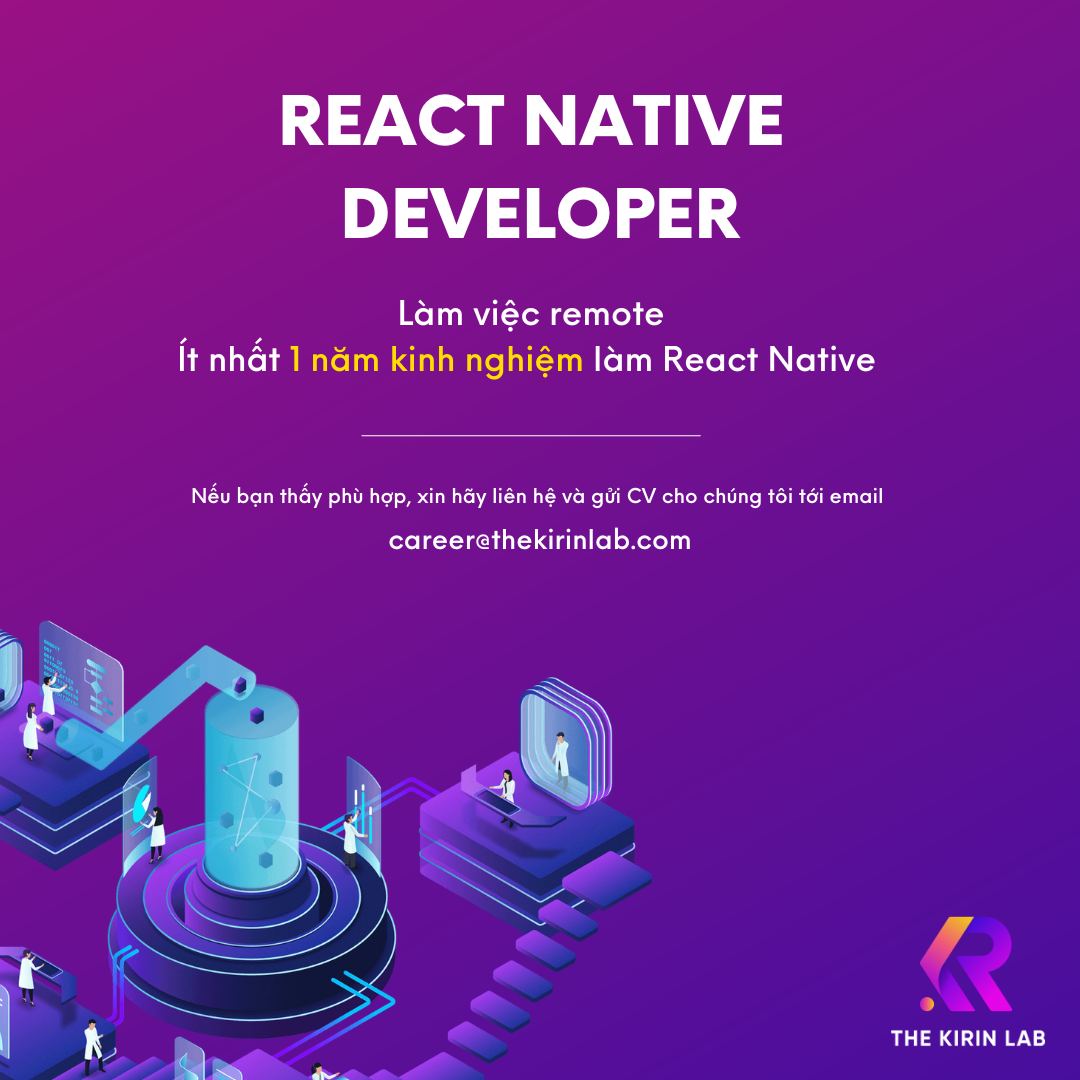 REACT NATIVE
DEVELOPER
Làm việc remote
Ít nhất 1 năm kinh nghiệm làm React Native
Nếu bạn thấy phù hợp, xin hãy liên hệ và gửi CV cho chúng tôi tới email
career@thekirinlab.com
THE KIRIN LAB